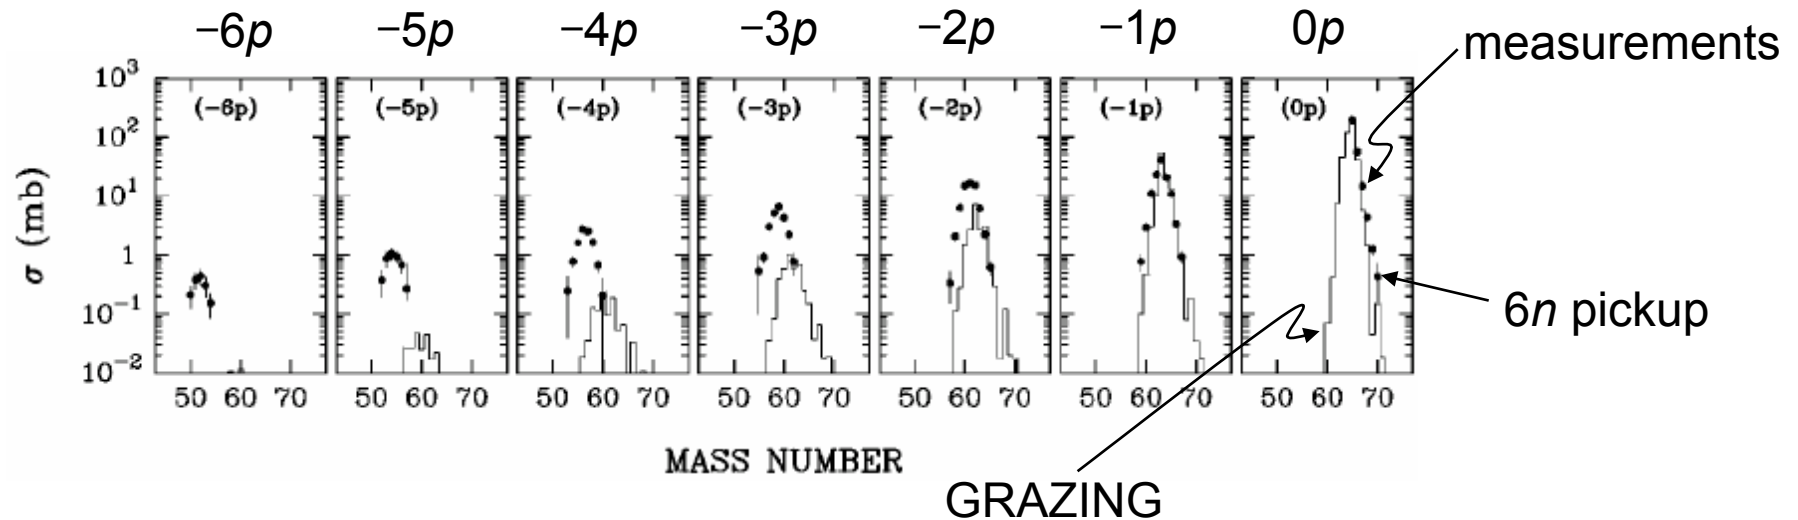 −6p −5p −4p −3p −2p −1p 0p
measurements
10³ (−6p) (−5p) (−4p) (−3p) (−2p) (−1p) (0p)
10²
10¹
1
10⁻¹
10⁻²
σ (mb)
6n pickup
50 60 70 50 60 70 50 60 70 50 60 70 50 60 70 50 60 70 50 60 70
MASS NUMBER
GRAZING